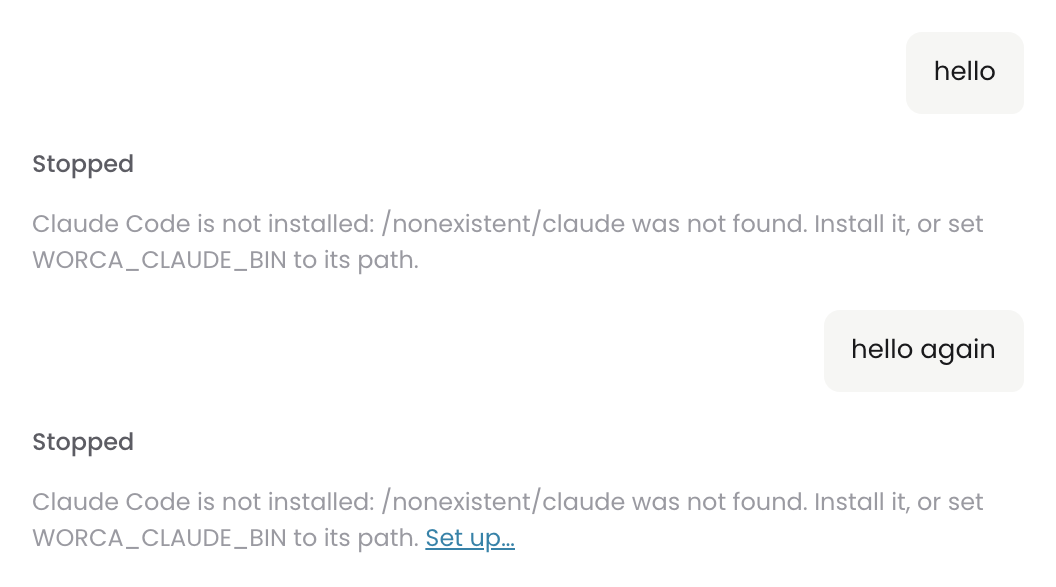 hello
Stopped
Claude Code is not installed: /nonexistent/claude was not found. Install it, or set
WORCA_CLAUDE_BIN to its path.
hello again
Stopped
Claude Code is not installed: /nonexistent/claude was not found. Install it, or set
WORCA_CLAUDE_BIN to its path. Set up…